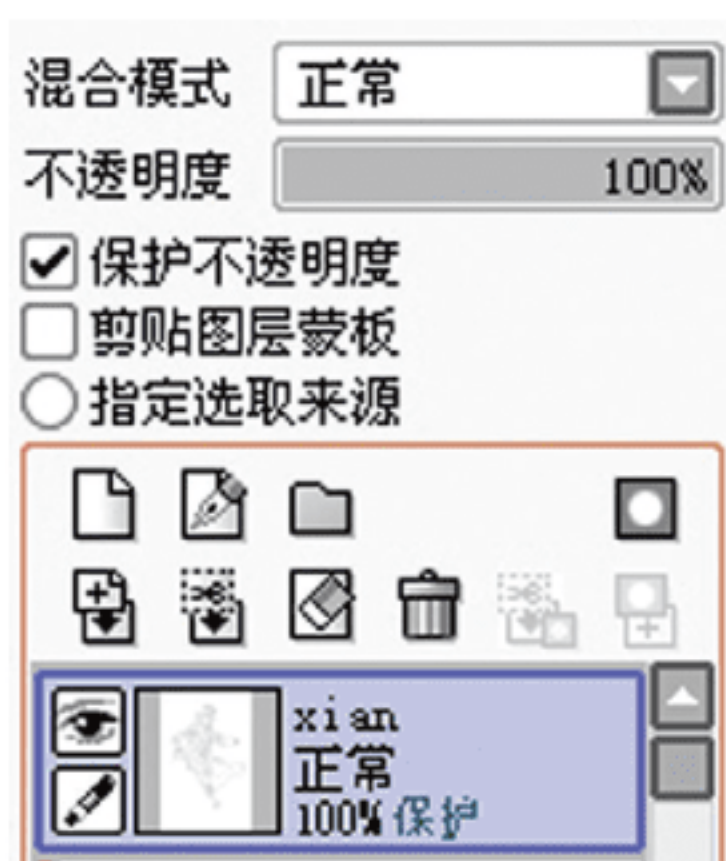 混合模式 正常
不透明度 100%
保护不透明度
剪贴图层蒙板
指定选取来源
xian
正常
100%保护